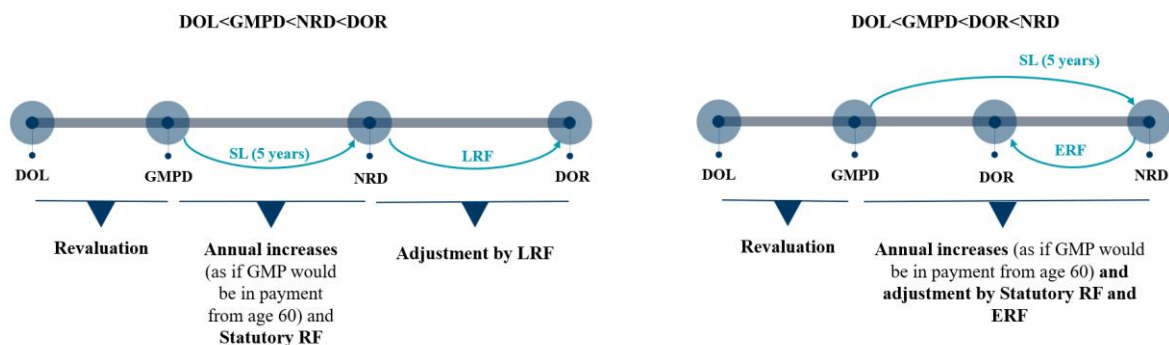 DOL<GMPD<NRD<DOR
SL (5 years)
LRF
DOL
GMPD
NRD
DOR
Revaluation
Annual increases
(as if GMP would
be in payment
from age 60) and
Statutory RF
Adjustment by LRF
DOL<GMPD<DOR<NRD
SL (5 years)
ERF
DOL
GMPD
DOR
NRD
Revaluation
Annual increases (as if GMP would
be in payment from age 60) and
adjustment by Statutory RF and
ERF